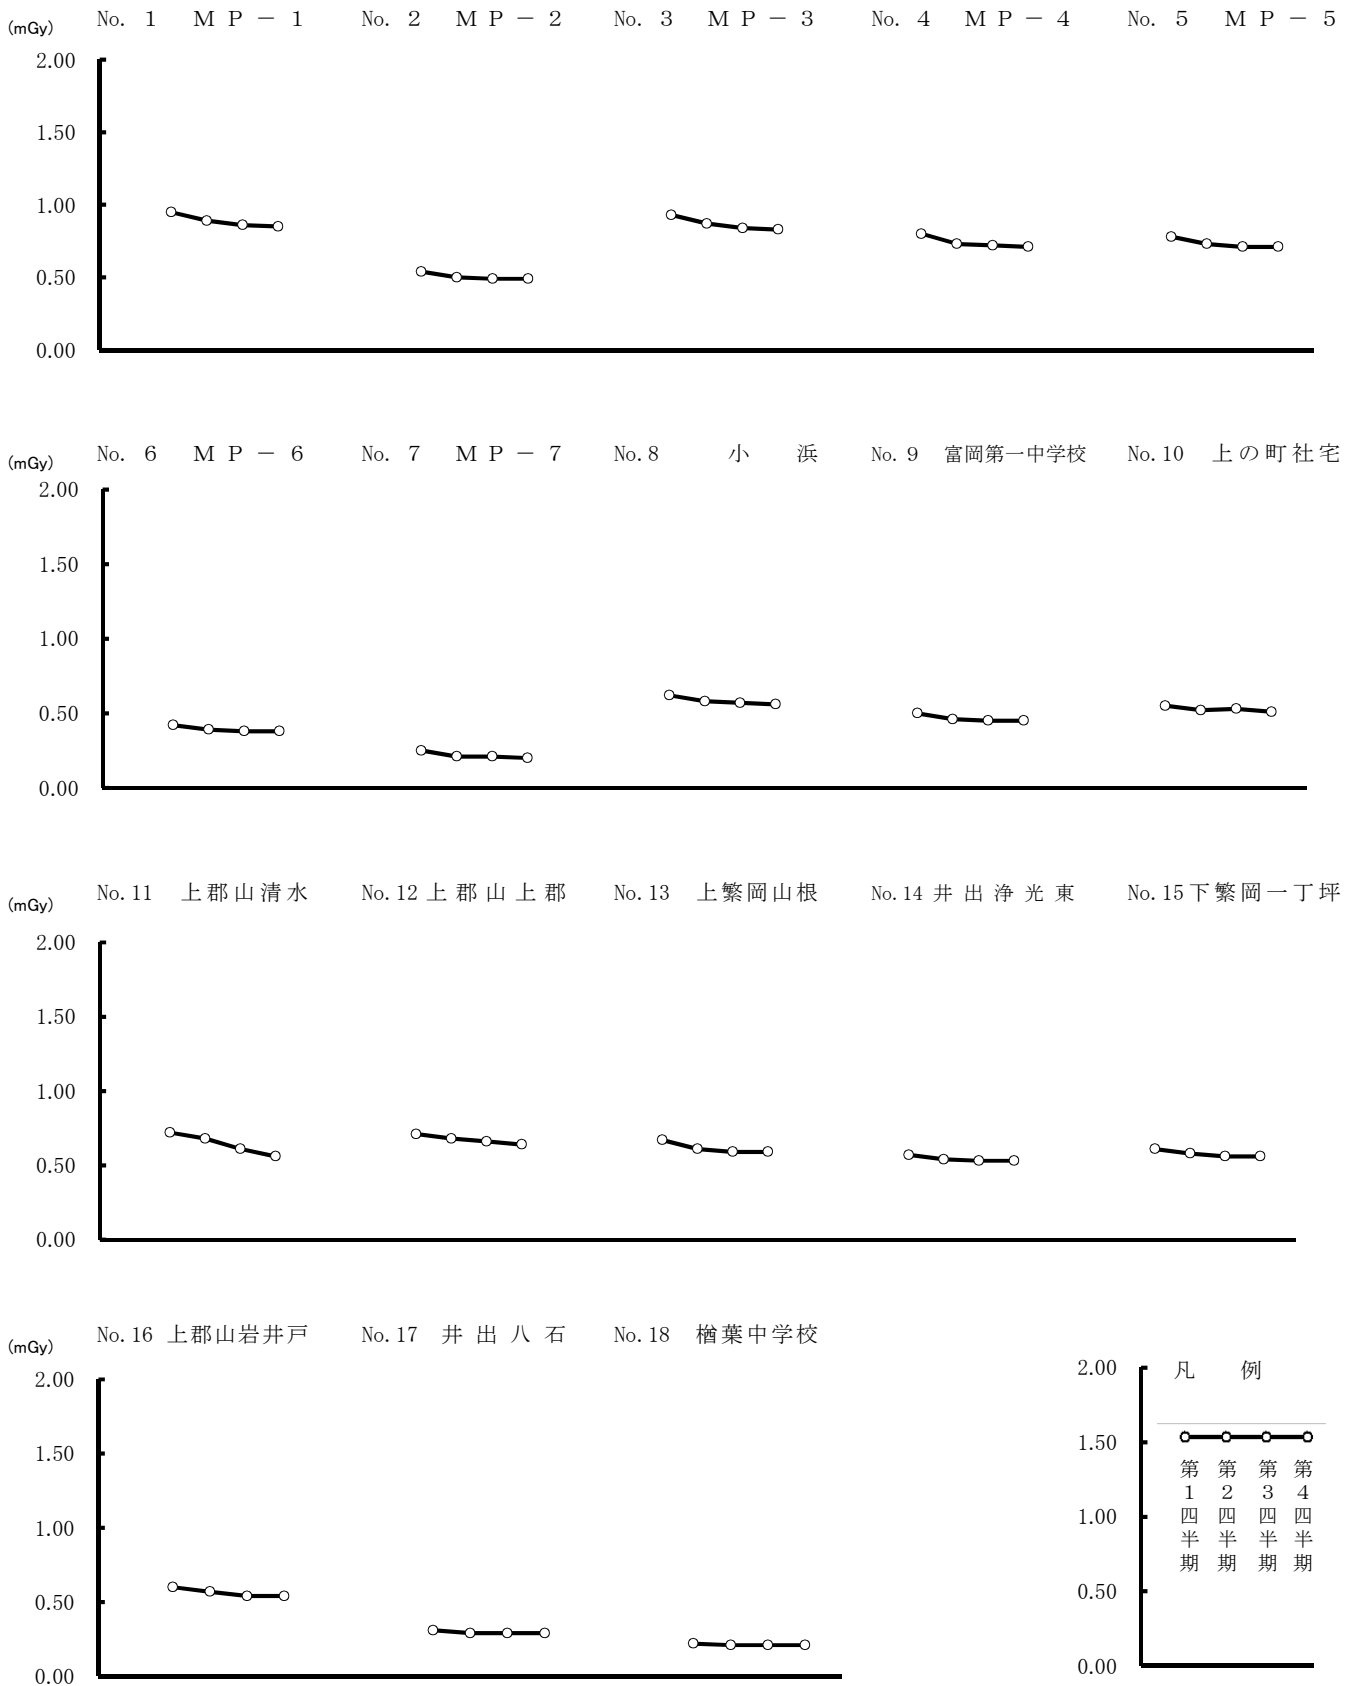 (mGy) No. １ ＭＰ－１ No. ２ ＭＰ－２ No. ３ ＭＰ－３ No. ４ ＭＰ－４ No. ５ ＭＰ－５
2.00
1.50
1.00
0.50
0.00
(mGy) No. ６ ＭＰ－６ No. ７ ＭＰ－７ No.8 小 浜 No. 9 富岡第一中学校 No.10 上の町社宅
2.00
1.50
1.00
0.50
0.00
(mGy) No.11 上郡山清水 No.12 上郡山上郡 No.13 上繁岡山根 No.14 井出浄光東 No.15 下繁岡一丁坪
2.00
1.50
1.00
0.50
0.00
(mGy) No.16 上郡山岩井戸 No.17 井出八石 No.18 楢葉中学校
2.00
1.50
1.00
0.50
0.00
凡 例
2.00
1.50
1.00
0.50
0.00
第1四半期
第2四半期
第3四半期
第4四半期